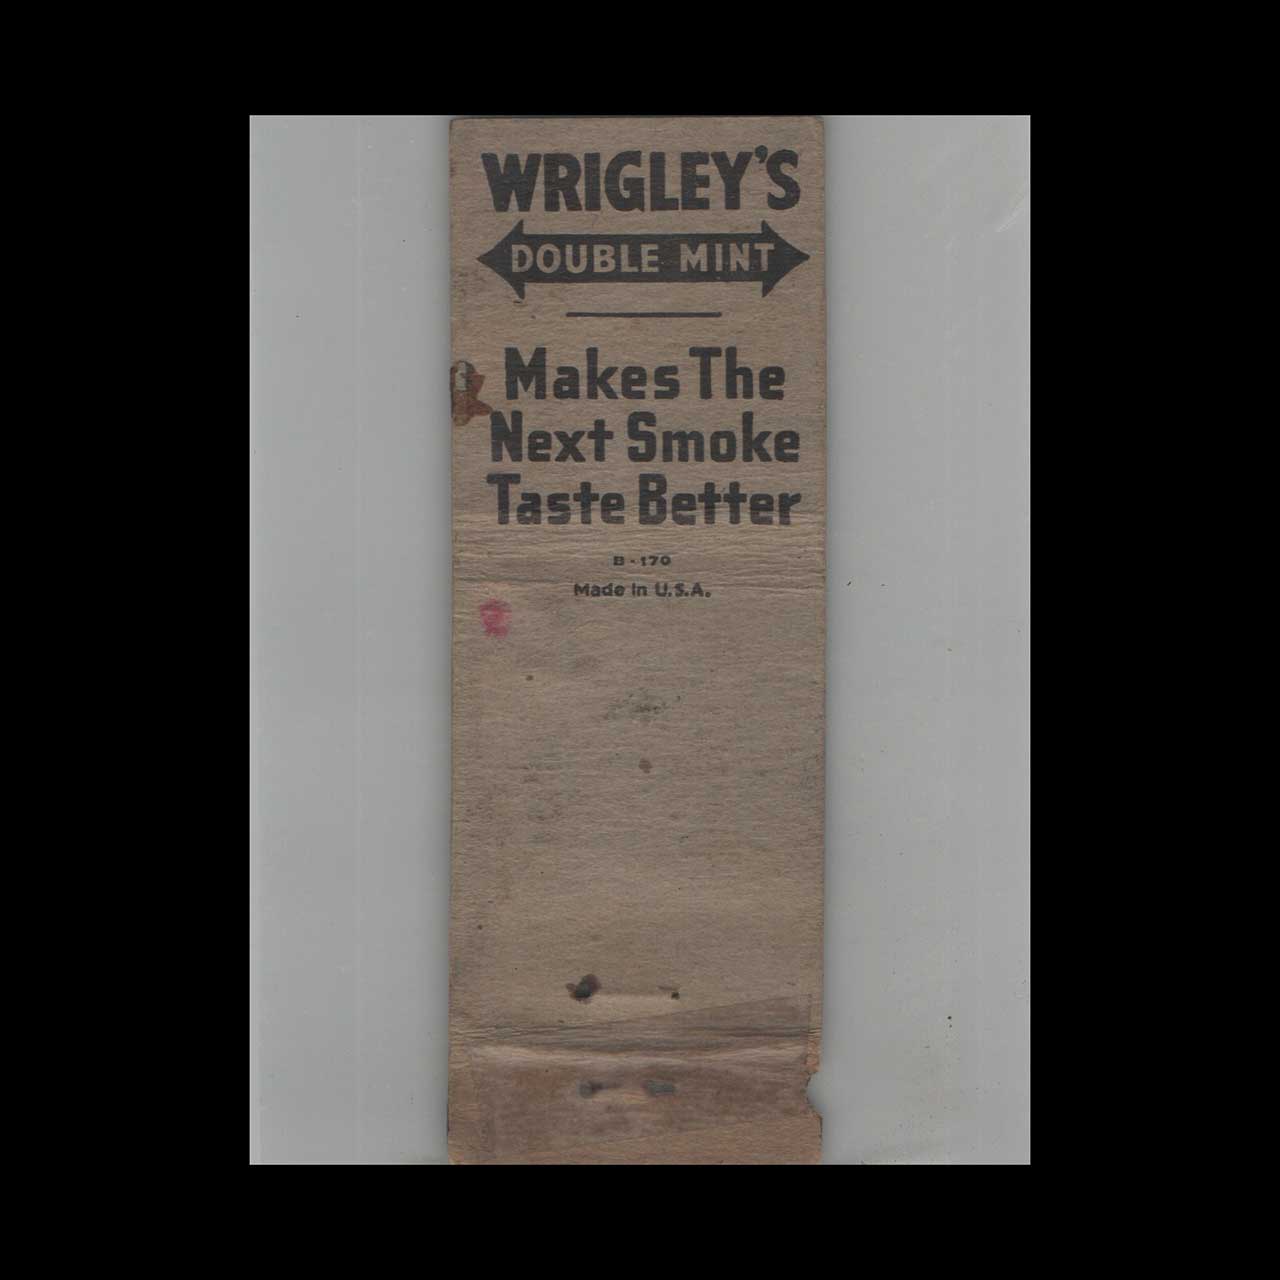 WRIGLEY'S
DOUBLE MINT
Makes The
Next Smoke
Taste Better
B-170
Made in U.S.A.